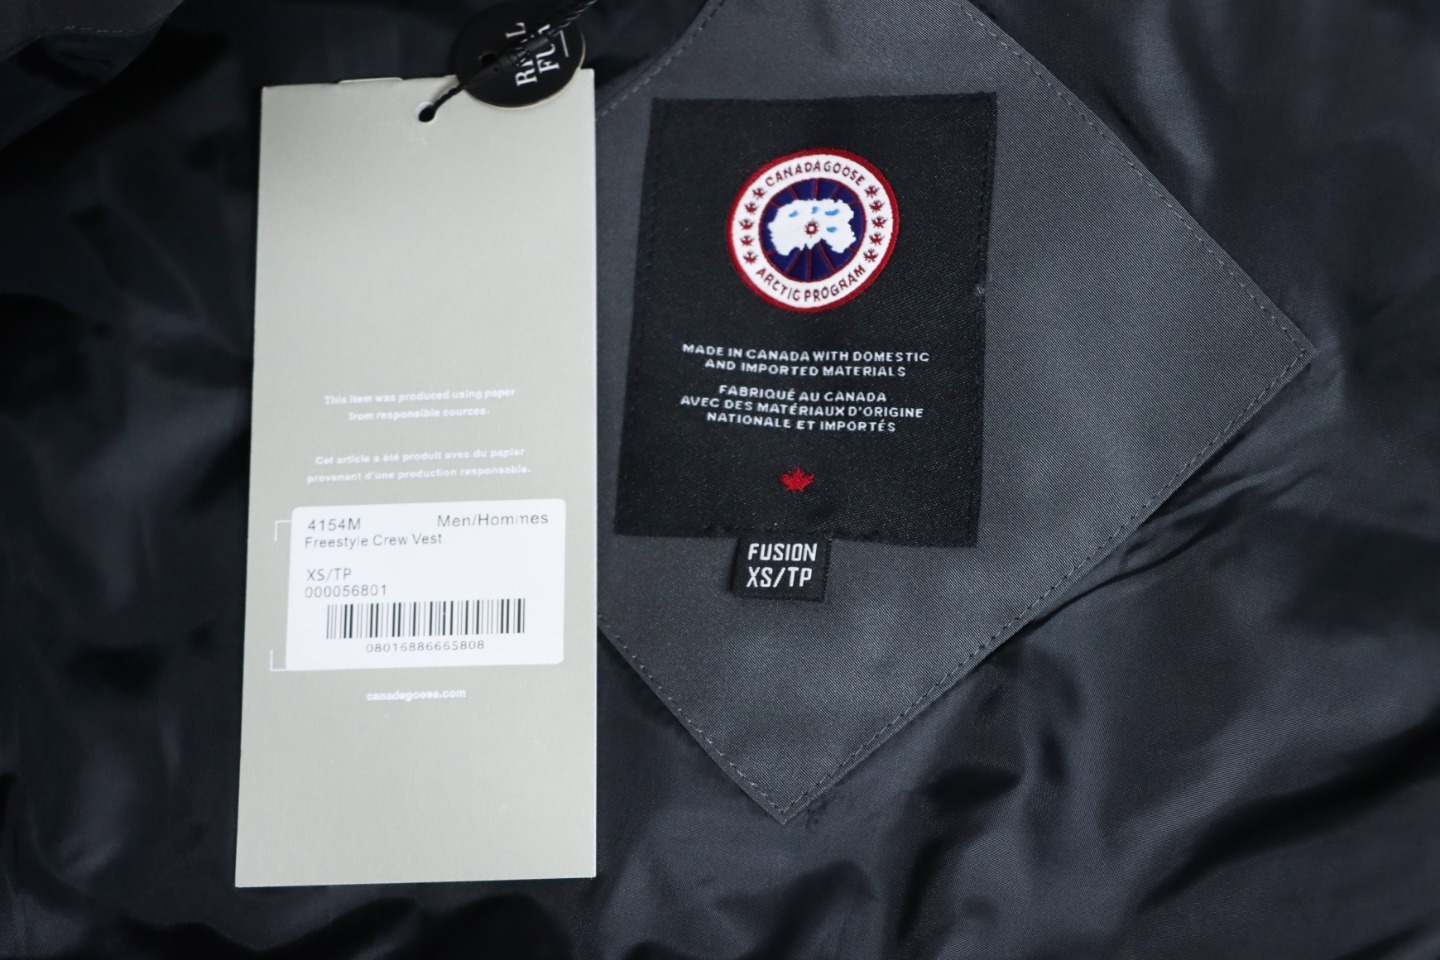 REAL
FUR
This item was produced using paper
from responsible sources.
Cet article a été produit avec du papier
provenant d'une production responsable.
4154M Men/Hommes
Freestyle Crew Vest
XS/TP
000056801
08016886665808
canadagoose.com
CANADA GOOSE
ARCTIC PROGRAM
MADE IN CANADA WITH DOMESTIC
AND IMPORTED MATERIALS
FABRIQUÉ AU CANADA
AVEC DES MATÉRIAUX D'ORIGINE
NATIONALE ET IMPORTÉS
FUSION
XS/TP